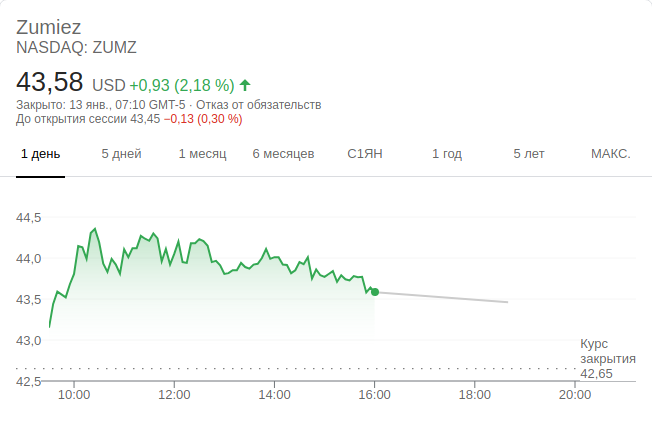 Zumiez
NASDAQ: ZUMZ
43,58 USD +0,93 (2,18 %)
Закрыто: 13 янв., 07:10 GMT-5 · Отказ от обязательств
До открытия сессии 43,45 −0,13 (0,30 %)
1 день 5 дней 1 месяц 6 месяцев С1ЯН 1 год 5 лет МАКС.
44,5
44,0
43,5
43,0
Курс
закрытия
42,65
42,5
10:00 12:00 14:00 16:00 18:00 20:00